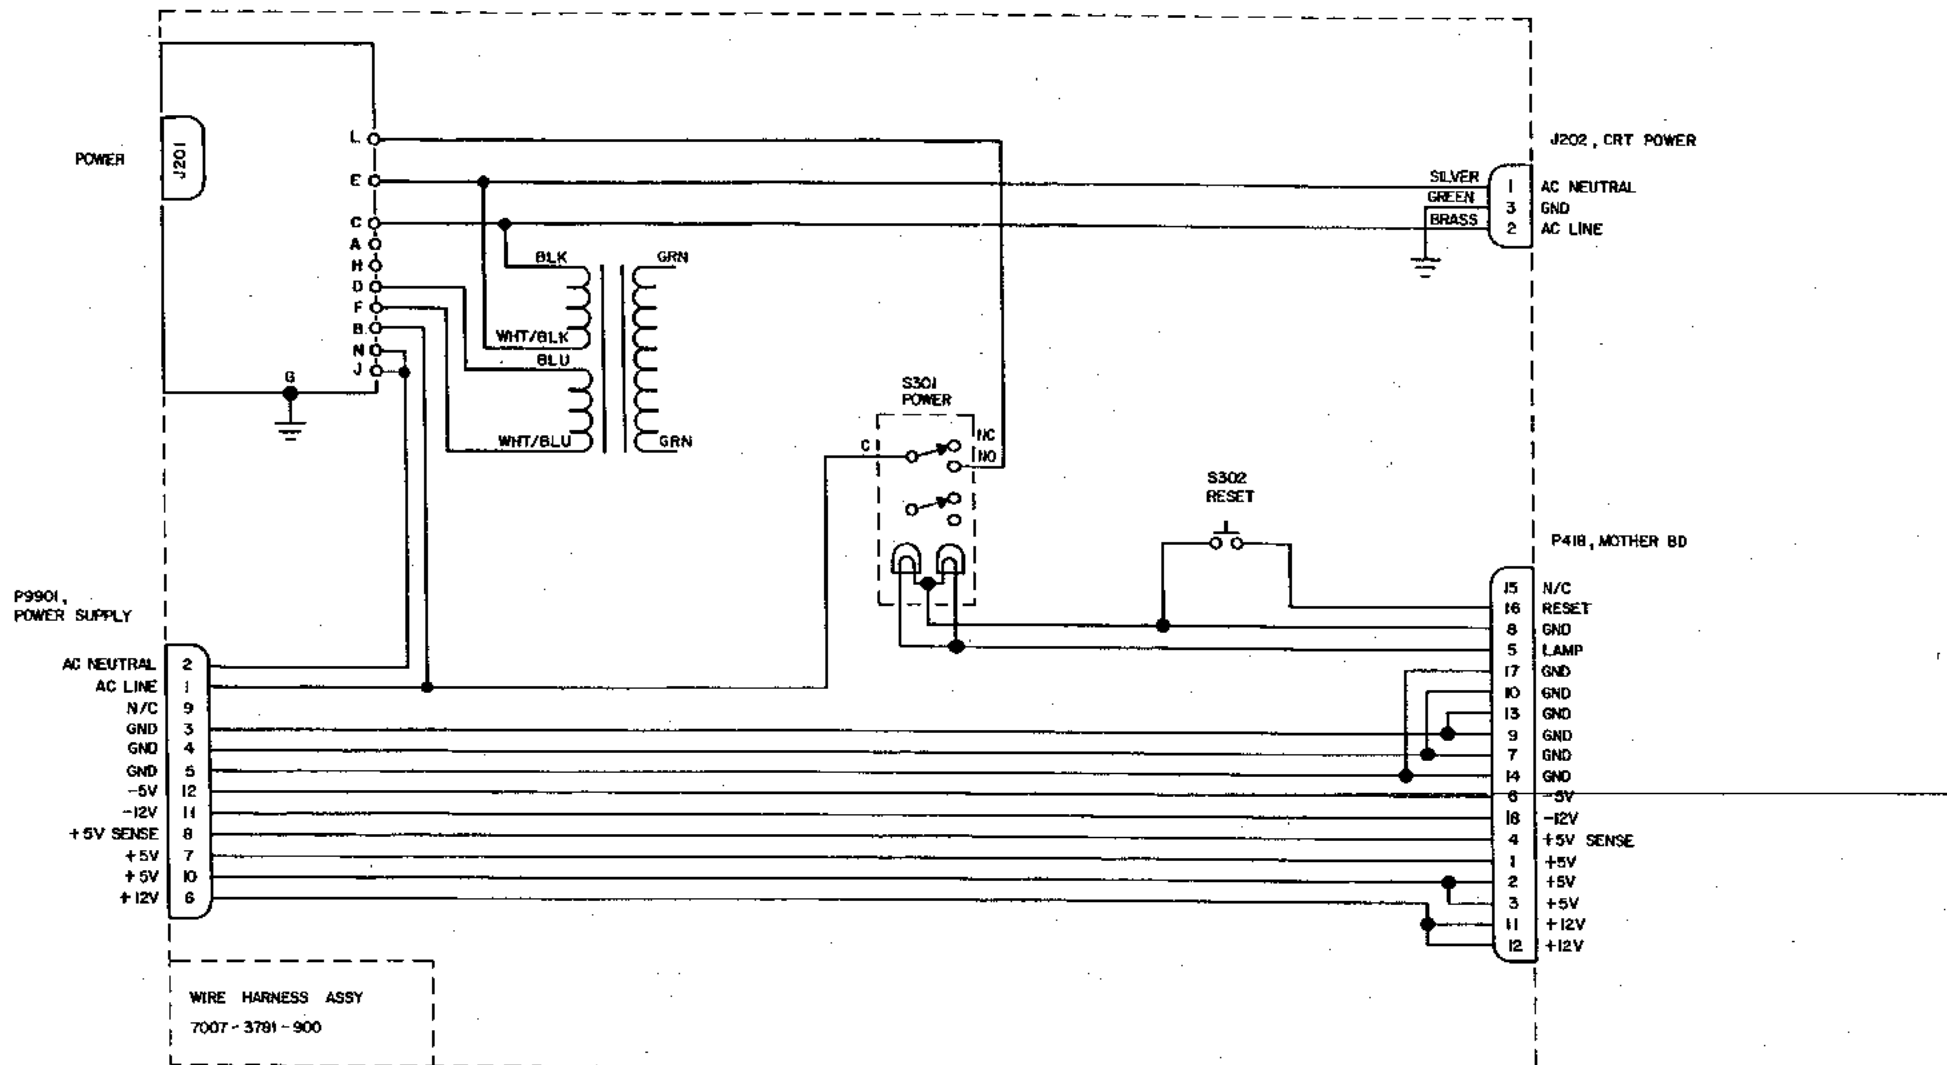 POWER
J201
L
E
C
A
H
D
F
B
N
J
G
BLK
WHT/BLK
BLU
WHT/BLU
GRN
GRN
J202, CRT POWER
SILVER 1 AC NEUTRAL
GREEN 3 GND
BRASS 2 AC LINE
S301
POWER
C
NC
NO
S302
RESET
P9901,
POWER SUPPLY
AC NEUTRAL 2
AC LINE 1
N/C 9
GND 3
GND 4
GND 5
-5V 12
-12V 11
+5V SENSE 8
+5V 7
+5V 10
+12V 6
P418, MOTHER BD
15 N/C
16 RESET
8 GND
5 LAMP
17 GND
10 GND
13 GND
9 GND
7 GND
14 GND
6 -5V
18 -12V
4 +5V SENSE
1 +5V
2 +5V
3 +5V
11 +12V
12 +12V
WIRE HARNESS ASSY
7007-3781-900